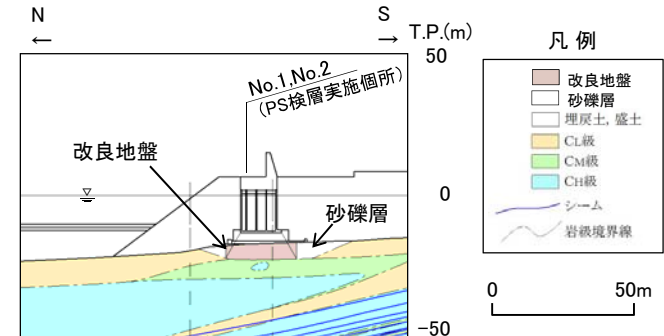 N
S
T.P.(m)
50
No.1,No.2
(PS検層実施個所)
改良地盤
砂礫層
0
-50
凡 例
改良地盤
砂礫層
埋戻土, 盛土
CL級
CM級
CH級
シーム
岩級境界線
0
50m